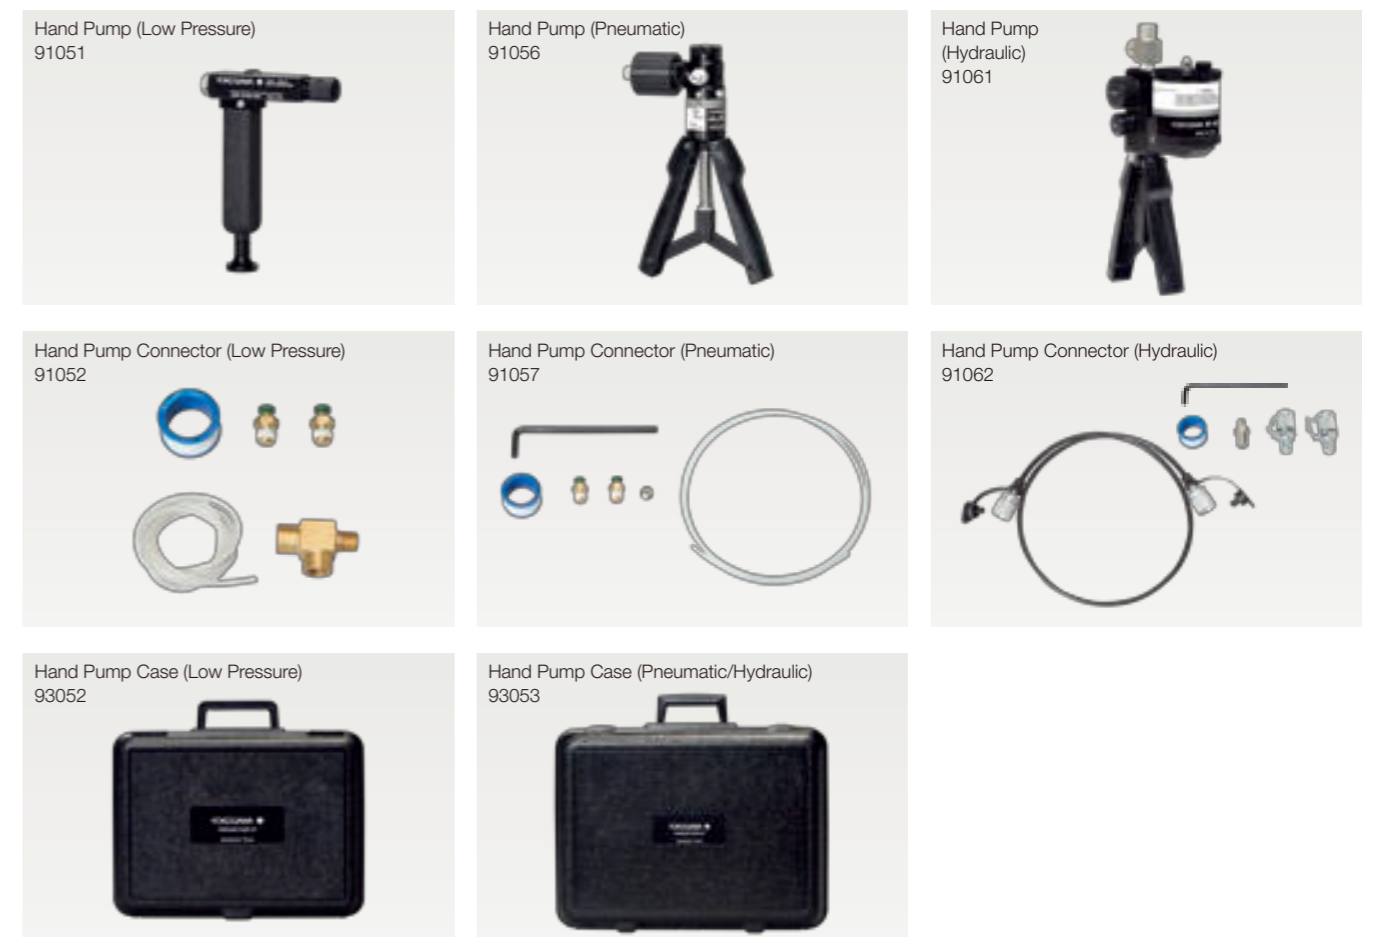 Hand Pump (Low Pressure)
91051
Hand Pump (Pneumatic)
91056
Hand Pump
(Hydraulic)
91061
Hand Pump Connector (Low Pressure)
91052
Hand Pump Connector (Pneumatic)
91057
Hand Pump Connector (Hydraulic)
91062
Hand Pump Case (Low Pressure)
93052
YOKOGAWA
Hand Pump Case (Pneumatic/Hydraulic)
93053
YOKOGAWA